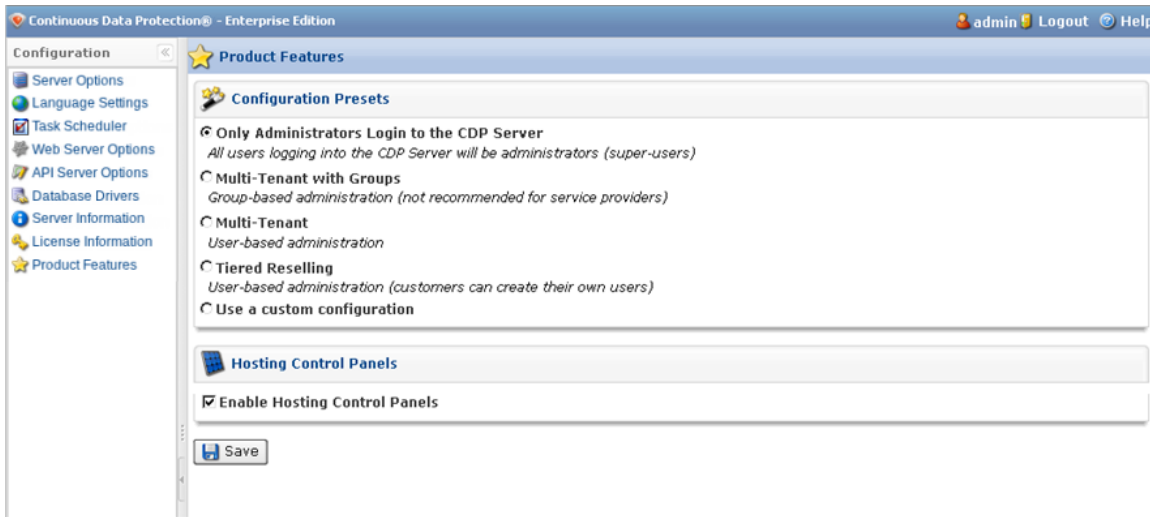 Continuous Data Protection® - Enterprise Edition
admin Logout Help
Configuration
Server Options
Language Settings
Task Scheduler
Web Server Options
API Server Options
Database Drivers
Server Information
License Information
Product Features
Product Features
Configuration Presets
Only Administrators Login to the CDP Server
All users logging into the CDP Server will be administrators (super-users)
Multi-Tenant with Groups
Group-based administration (not recommended for service providers)
Multi-Tenant
User-based administration
Tiered Reselling
User-based administration (customers can create their own users)
Use a custom configuration
Hosting Control Panels
Enable Hosting Control Panels
Save